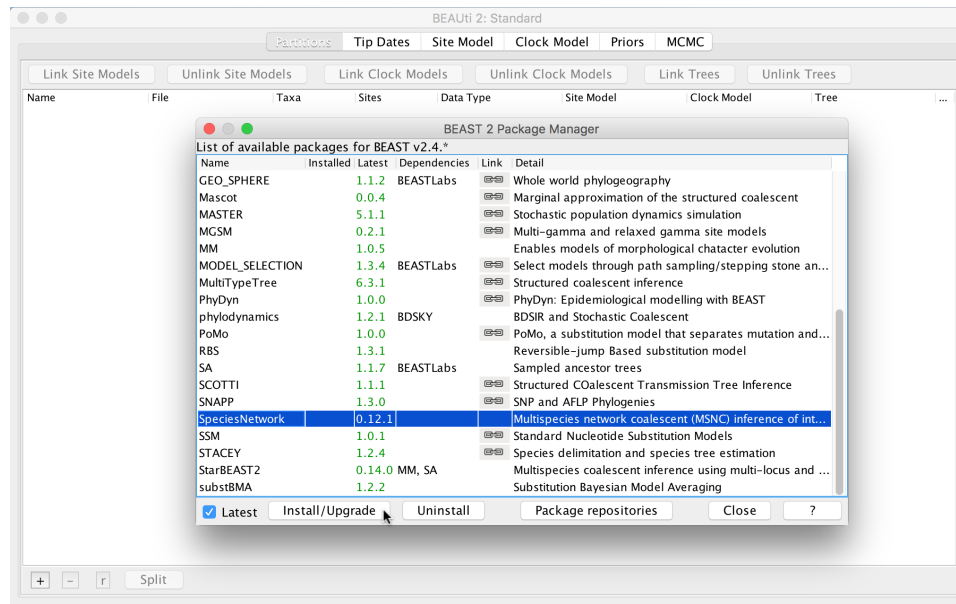 BEAUti 2: Standard
Partitions Tip Dates Site Model Clock Model Priors MCMC
Link Site Models Unlink Site Models Link Clock Models Unlink Clock Models Link Trees Unlink Trees
Name File Taxa Sites Data Type Site Model Clock Model Tree ...
BEAST 2 Package Manager
List of available packages for BEAST v2.4.*
Name Installed Latest Dependencies Link Detail
GEO_SPHERE 1.1.2 BEASTLabs Whole world phylogeography
Mascot 0.0.4 Marginal approximation of the structured coalescent
MASTER 5.1.1 Stochastic population dynamics simulation
MGSM 0.2.1 Multi-gamma and relaxed gamma site models
MM 1.0.5 Enables models of morphological chatacter evolution
MODEL_SELECTION 1.3.4 BEASTLabs Select models through path sampling/stepping stone an...
MultiTypeTree 6.3.1 Structured coalescent inference
PhyDyn 1.0.0 PhyDyn: Epidemiological modelling with BEAST
phylodynamics 1.2.1 BDSKY BDSIR and Stochastic Coalescent
PoMo 1.0.0 PoMo, a substitution model that separates mutation and...
RBS 1.3.1 Reversible-jump Based substitution model
SA 1.1.7 BEASTLabs Sampled ancestor trees
SCOTTI 1.1.1 Structured COalescent Transmission Tree Inference
SNAPP 1.3.0 SNP and AFLP Phylogenies
SpeciesNetwork 0.12.1 Multispecies network coalescent (MSNC) inference of int...
SSM 1.0.1 Standard Nucleotide Substitution Models
STACEY 1.2.4 Species delimitation and species tree estimation
StarBEAST2 0.14.0 MM, SA Multispecies coalescent inference using multi-locus and ...
substBMA 1.2.2 Substitution Bayesian Model Averaging
Latest Install/Upgrade Uninstall Package repositories Close ?
+ - r Split